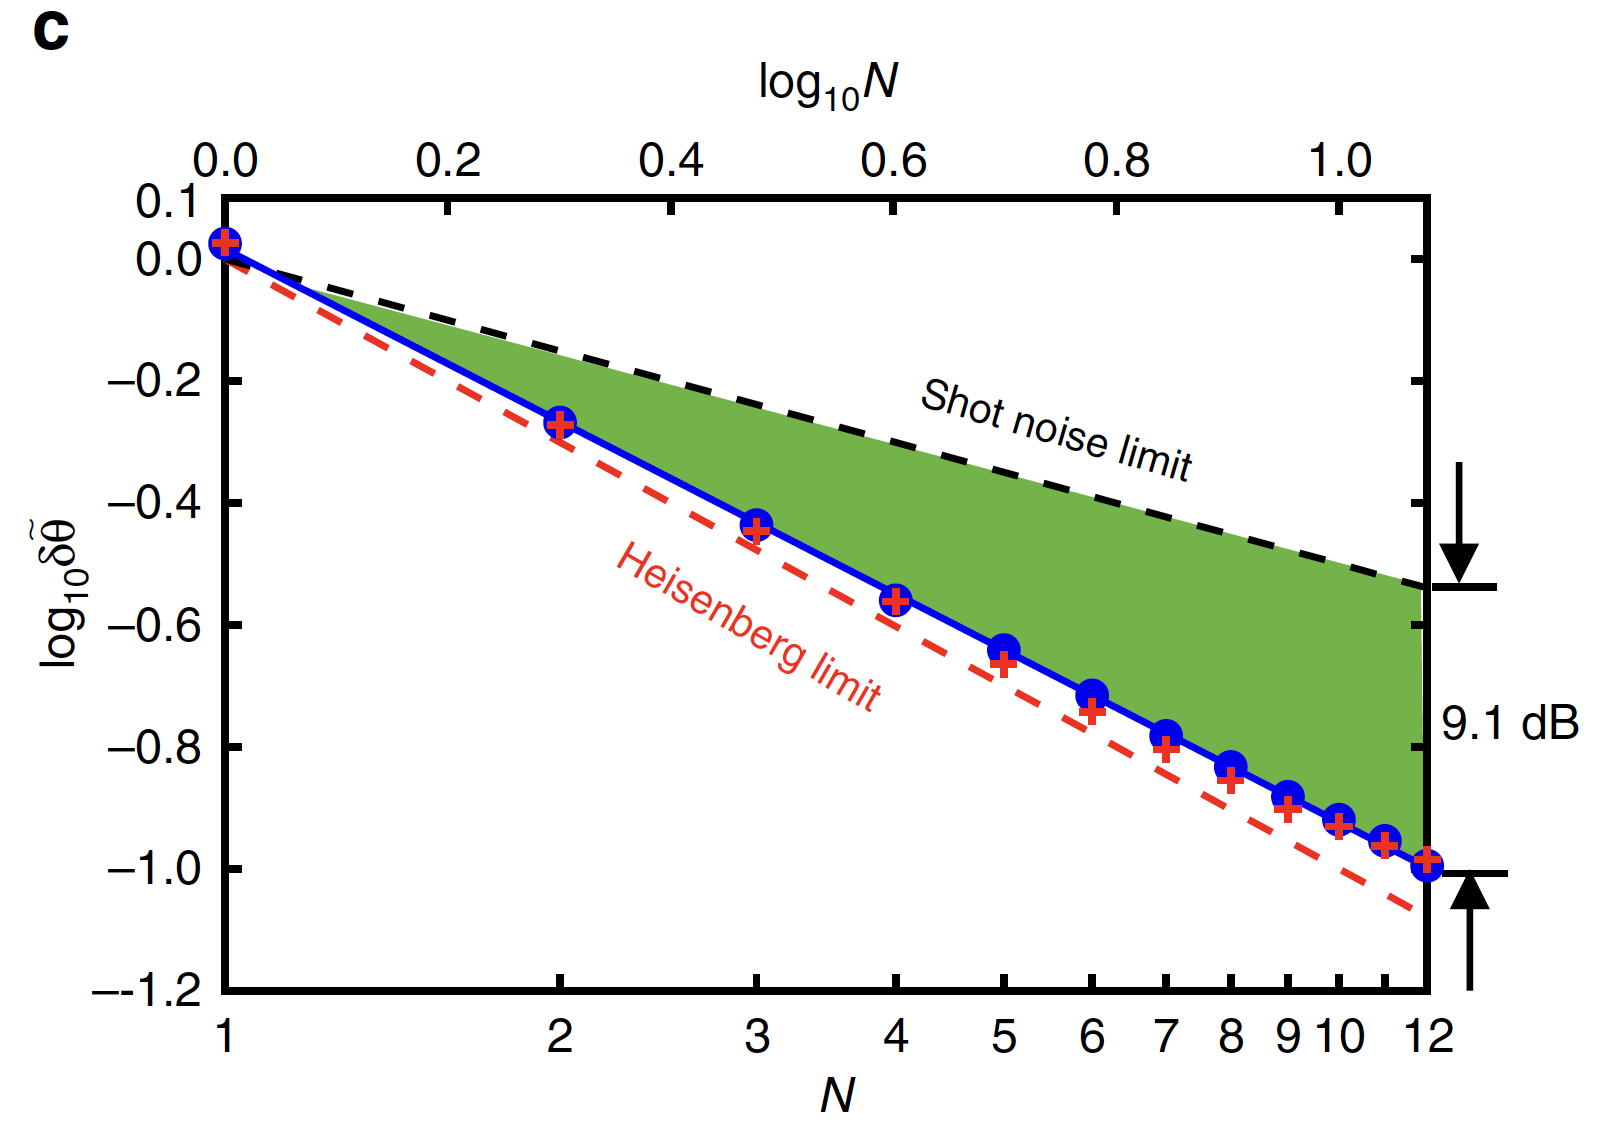 c
log₁₀N
0.0 0.2 0.4 0.6 0.8 1.0
0.1
0.0
–0.2
–0.4
–0.6
–0.8
–1.0
–-1.2
log₁₀δθ̃
Shot noise limit
Heisenberg limit
9.1 dB
1 2 3 4 5 6 7 8 9 10 12
N